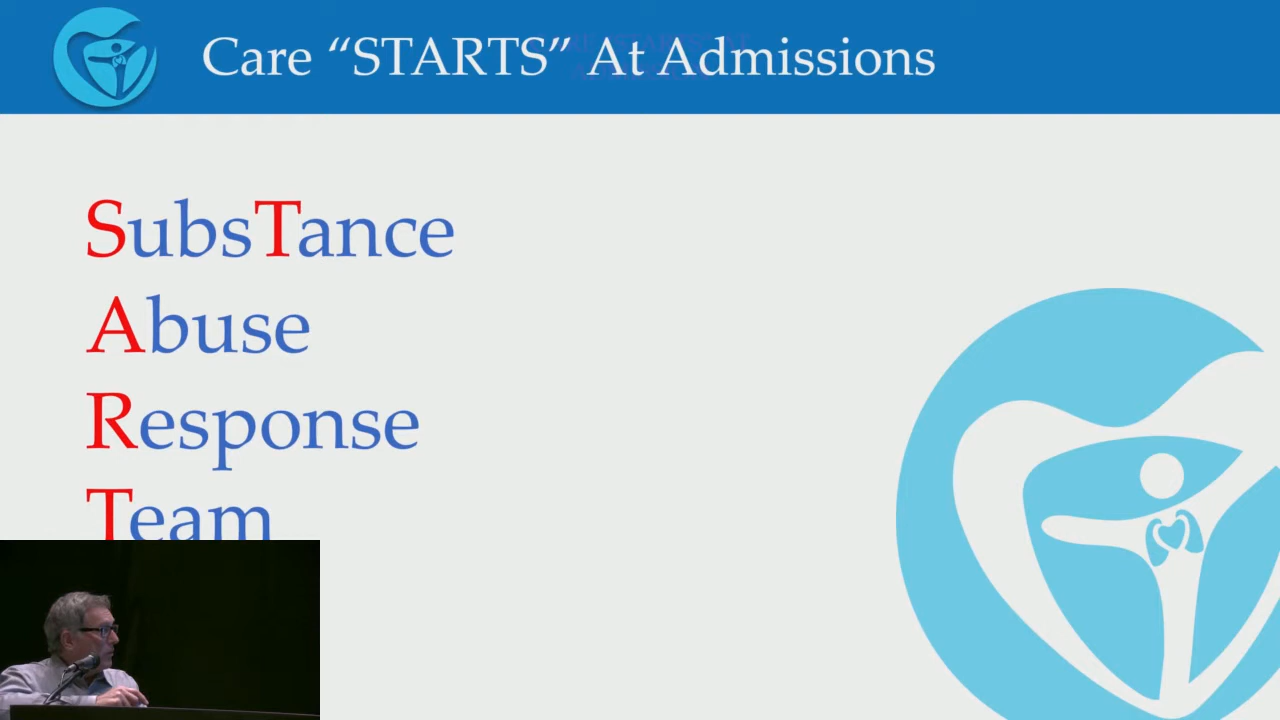 Care “STARTS” At Admissions
SubsTance
Abuse
Response
Team